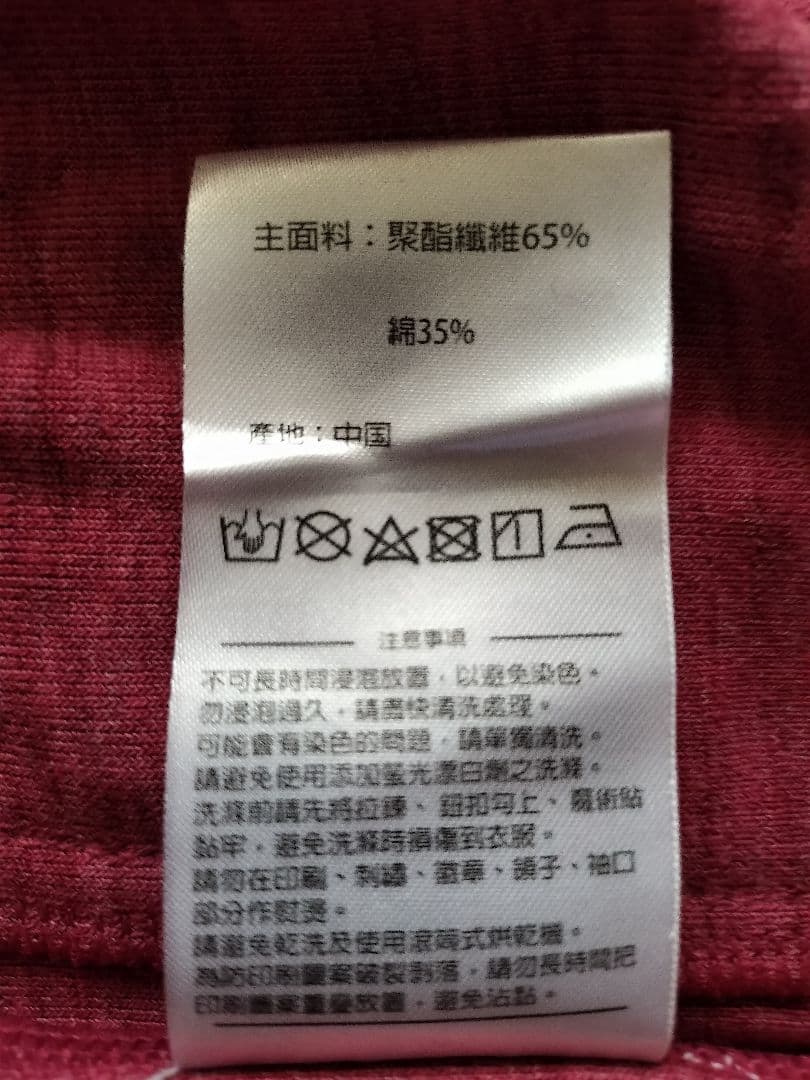 主面料：聚酯纖維65%
綿35%
產地：中国
注意事項
不可長時間浸泡放置，以避免染色。
勿浸泡過久，請盡快清洗處理。
可能會有染色的問題，請單獨清洗。
請避免使用添加螢光漂白劑之洗滌。
洗滌前請先將拉鍊、鈕扣勾上、魔術貼
黏牢，避免洗滌時損傷到衣服。
請勿在印刷、刺繡、徽章、領子、袖口
部分作熨燙。
請避免乾洗及使用滾筒式烘乾機。
為防印刷圖案破裂剝落，請勿長時間把
印刷圖案重疊放置，避免沾黏。